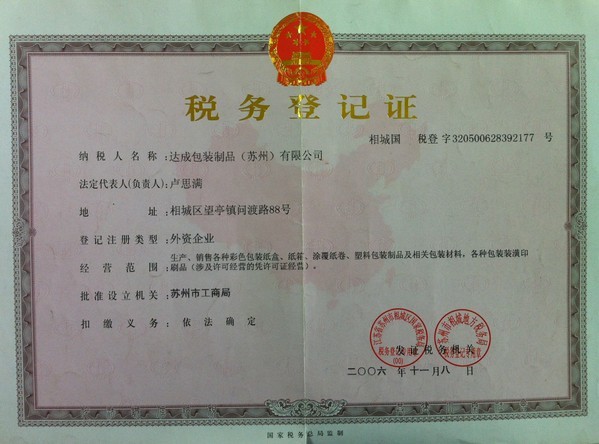 税务登记证
相城国 税登 字320500628392177 号
纳税人名称:达成包装制品(苏州)有限公司
法定代表人(负责人):卢思满
地 址:相城区望亭镇问渡路88号
登记注册类型:外资企业
生产、销售各种彩色包装纸盒、纸箱、涂覆纸卷、塑料包装制品及相关包装材料,各种包装装潢印
经营范围:刷品(涉及许可经营的凭许可证经营)。
批准设立机关:苏州市工商局
扣缴义务:依法确定
发证税务机关
二〇〇六 年 十一月 八 日
国家税务总局监制